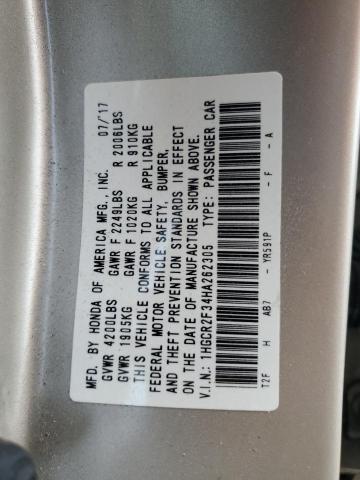 MFD. BY HONDA OF AMERICA MFG., INC. 07/'17
GVWR 4200LBS GAWR F 2249LBS R 2006LBS
GVWR 1905KG GAWR F 1020KG R 910KG
THIS VEHICLE CONFORMS TO ALL APPLICABLE
FEDERAL MOTOR VEHICLE SAFETY, BUMPER,
AND THEFT PREVENTION STANDARDS IN EFFECT
ON THE DATE OF MANUFACTURE SHOWN ABOVE.
V.I.N.: 1HGCR2F34HA262305 TYPE: PASSENGER CAR
T2F H AB7 - YR591P - F - A